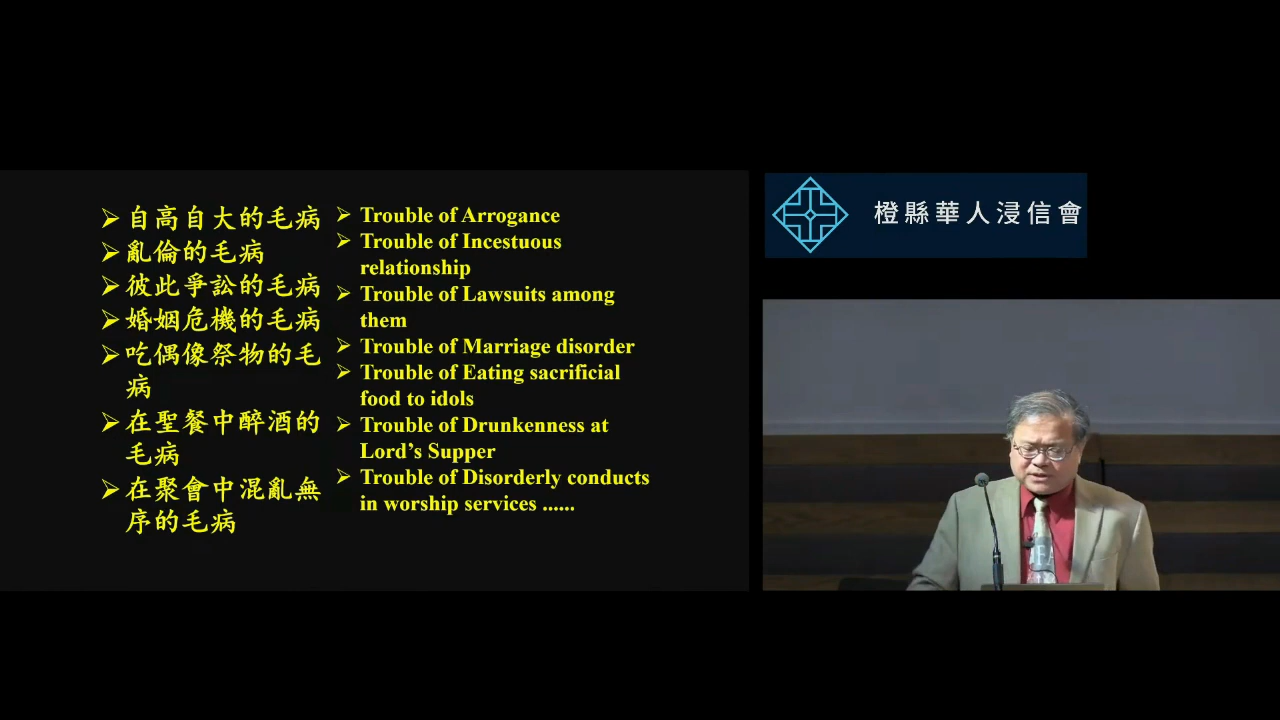 自高自大的毛病
亂倫的毛病
彼此爭訟的毛病
婚姻危機的毛病
吃偶像祭物的毛
病
在聖餐中醉酒的
毛病
在聚會中混亂無
序的毛病
Trouble of Arrogance
Trouble of Incestuous
relationship
Trouble of Lawsuits among
them
Trouble of Marriage disorder
Trouble of Eating sacrificial
food to idols
Trouble of Drunkenness at
Lord’s Supper
Trouble of Disorderly conducts
in worship services ......
橙縣華人浸信會